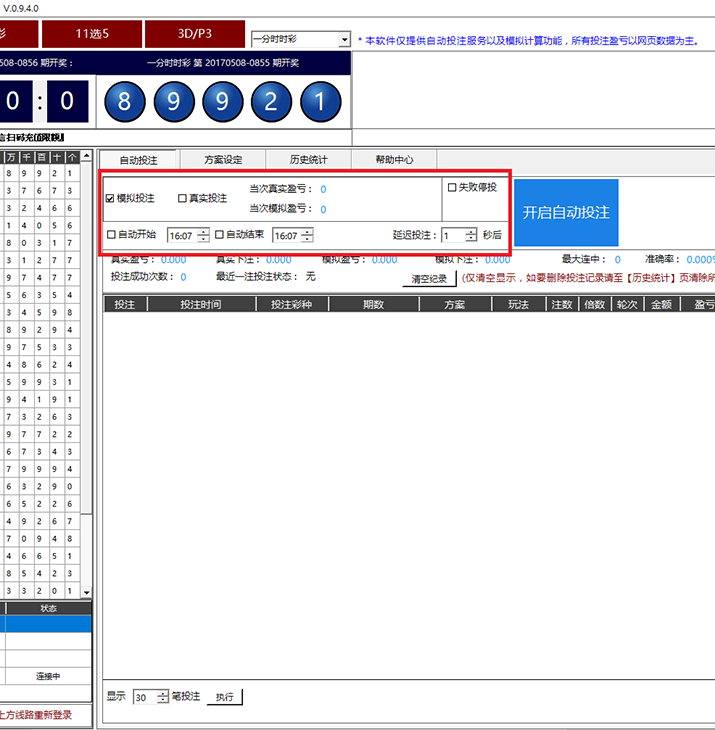 V.0.9.4.0
彩 11选5 3D/P3 一分时时彩
* 本软件仅提供自动投注服务以及模拟计算功能，所有投注盈亏以网页数据为主。
508-0856 期开奖： 一分时时彩 第 20170508-0855 期开奖
0 : 0 8 9 9 2 1
自动投注 方案设定 历史统计 帮助中心
万 千 百 十 个
8 9 9 2 1
3 7 6 7 3
3 2 4 6 6
1 4 0 5 6
8 0 3 1 7
3 1 2 7 7
9 7 4 7 7
5 6 3 5 4
3 4 5 9 8
8 9 2 9 4
9 7 5 3 3
4 8 6 2 4
5 9 9 3 1
9 4 1 9 1
7 3 2 6 3
9 7 7 2 2
6 7 3 4 3
7 9 9 9 4
6 3 2 9 0
6 5 2 2 6
4 9 2 6 7
7 0 9 4 8
4 6 6 5 1
8 5 4 2 3
3 3 2 0 1
状态
连接中
上方线路重新登录
模拟投注 真实投注 当次真实盈亏： 0 失败停投
当次模拟盈亏： 0
开启自动投注
自动开始 16:07 自动结束 16:07 延迟投注： 1 秒后
真实盈亏： 0.000 真实下注： 0.000 模拟盈亏： 0.000 模拟下注： 0.000 最大连中： 0 准确率： 0.000%
投注成功次数： 0 最近一注投注状态： 无 清空纪录 (仅清空显示，如要删除投注记录请至【历史统计】页清除所
投注 投注时间 投注彩种 期数 方案 玩法 注数 倍数 轮次 金额 盈亏
显示 30 笔投注 执行